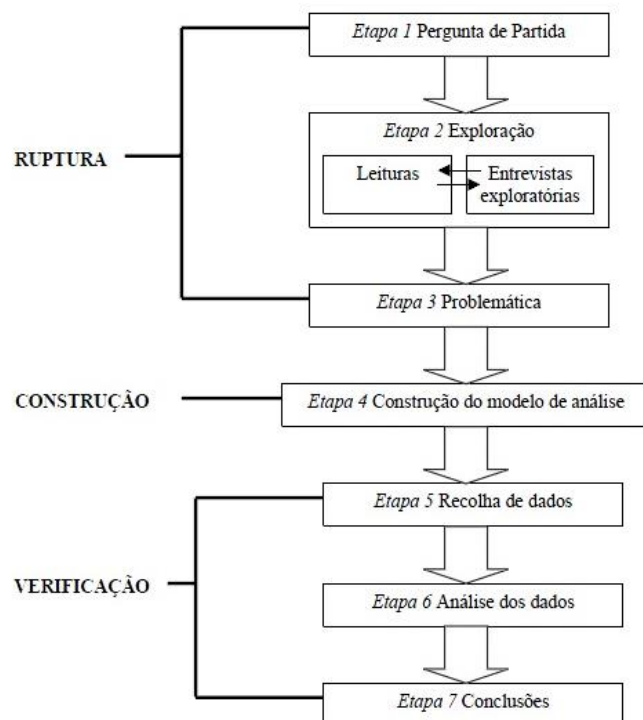 Etapa 1 Pergunta de Partida
Etapa 2 Exploração
RUPTURA
Leituras
Entrevistas
exploratórias
Etapa 3 Problemática
CONSTRUÇÃO
Etapa 4 Construção do modelo de análise
Etapa 5 Recolha de dados
VERIFICAÇÃO
Etapa 6 Análise dos dados
Etapa 7 Conclusões